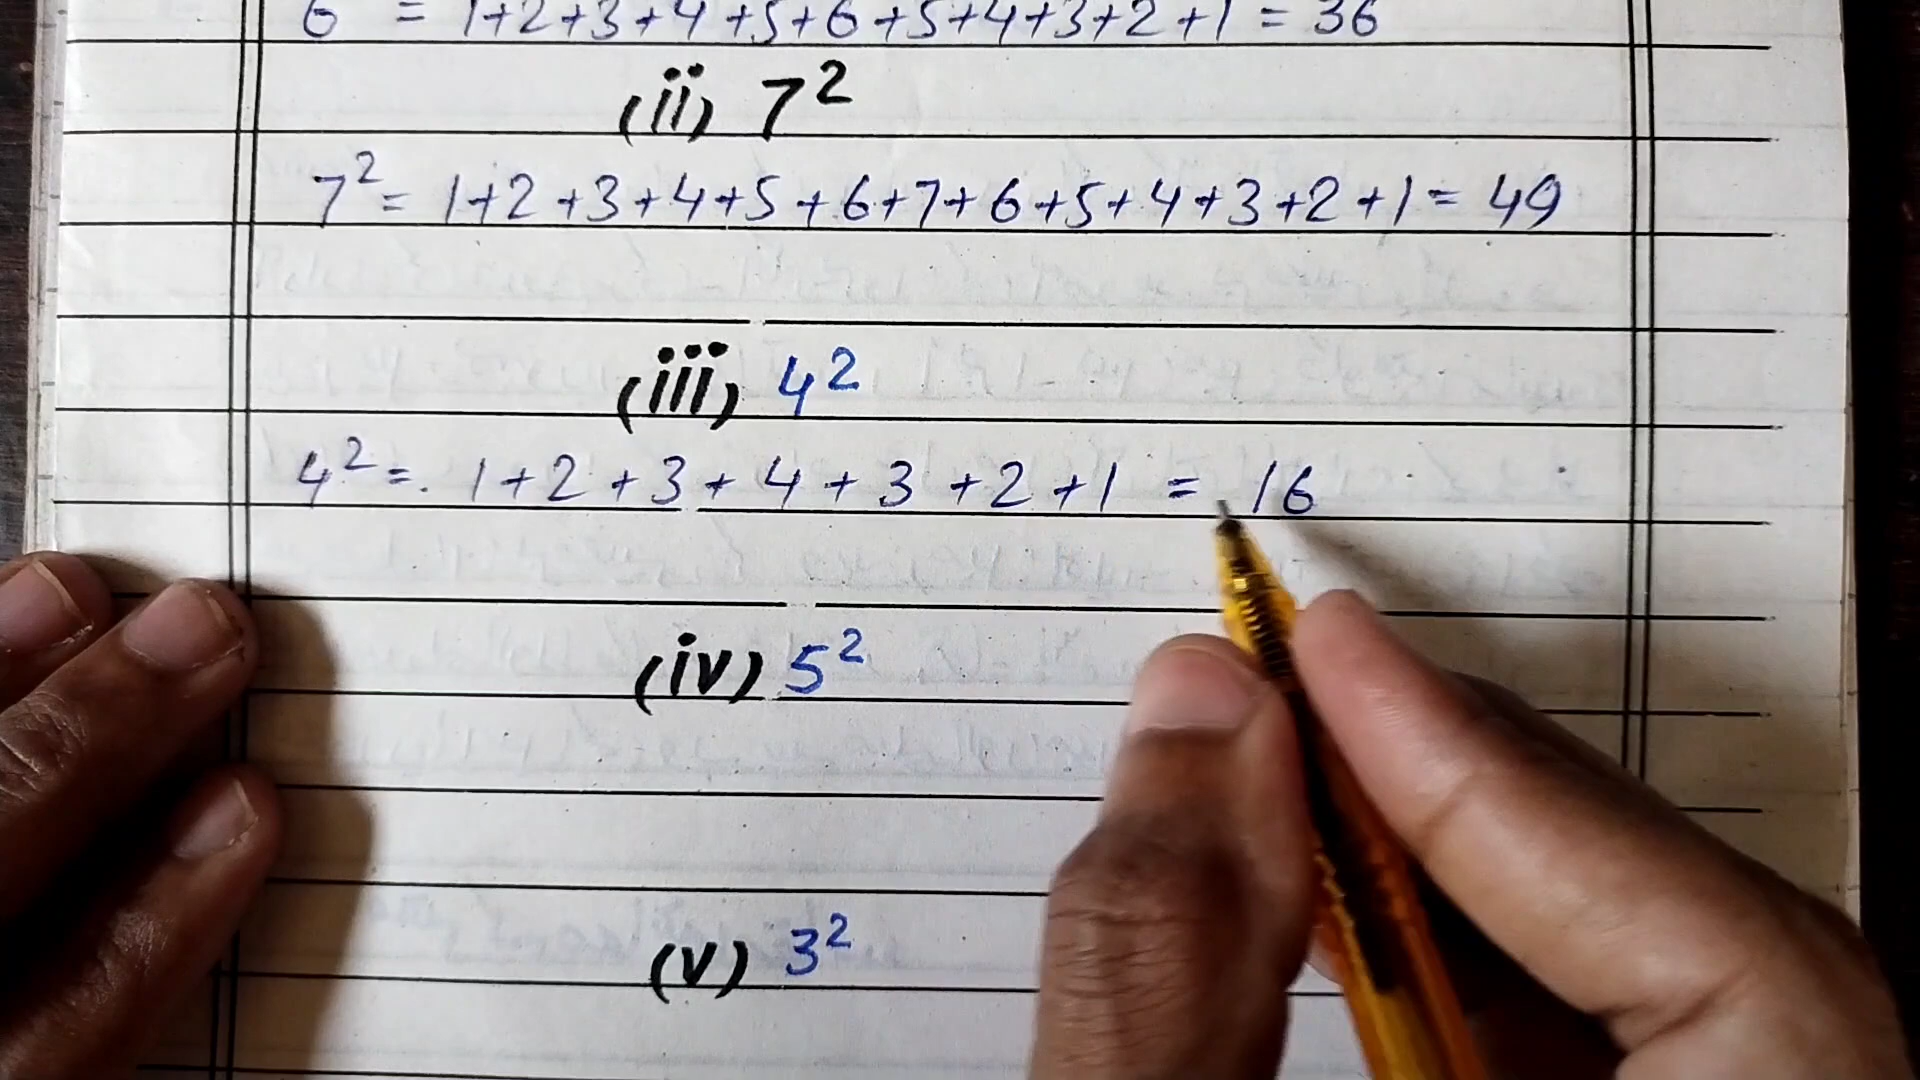 6 = 1+2+3+4+5+6+5+4+3+2+1 = 36
(ii) 7²
7² = 1+2+3+4+5+6+7+6+5+4+3+2+1 = 49
(iii) 4²
4² = 1+2+3+4+3+2+1 = 16
(iv) 5²
(v) 3²